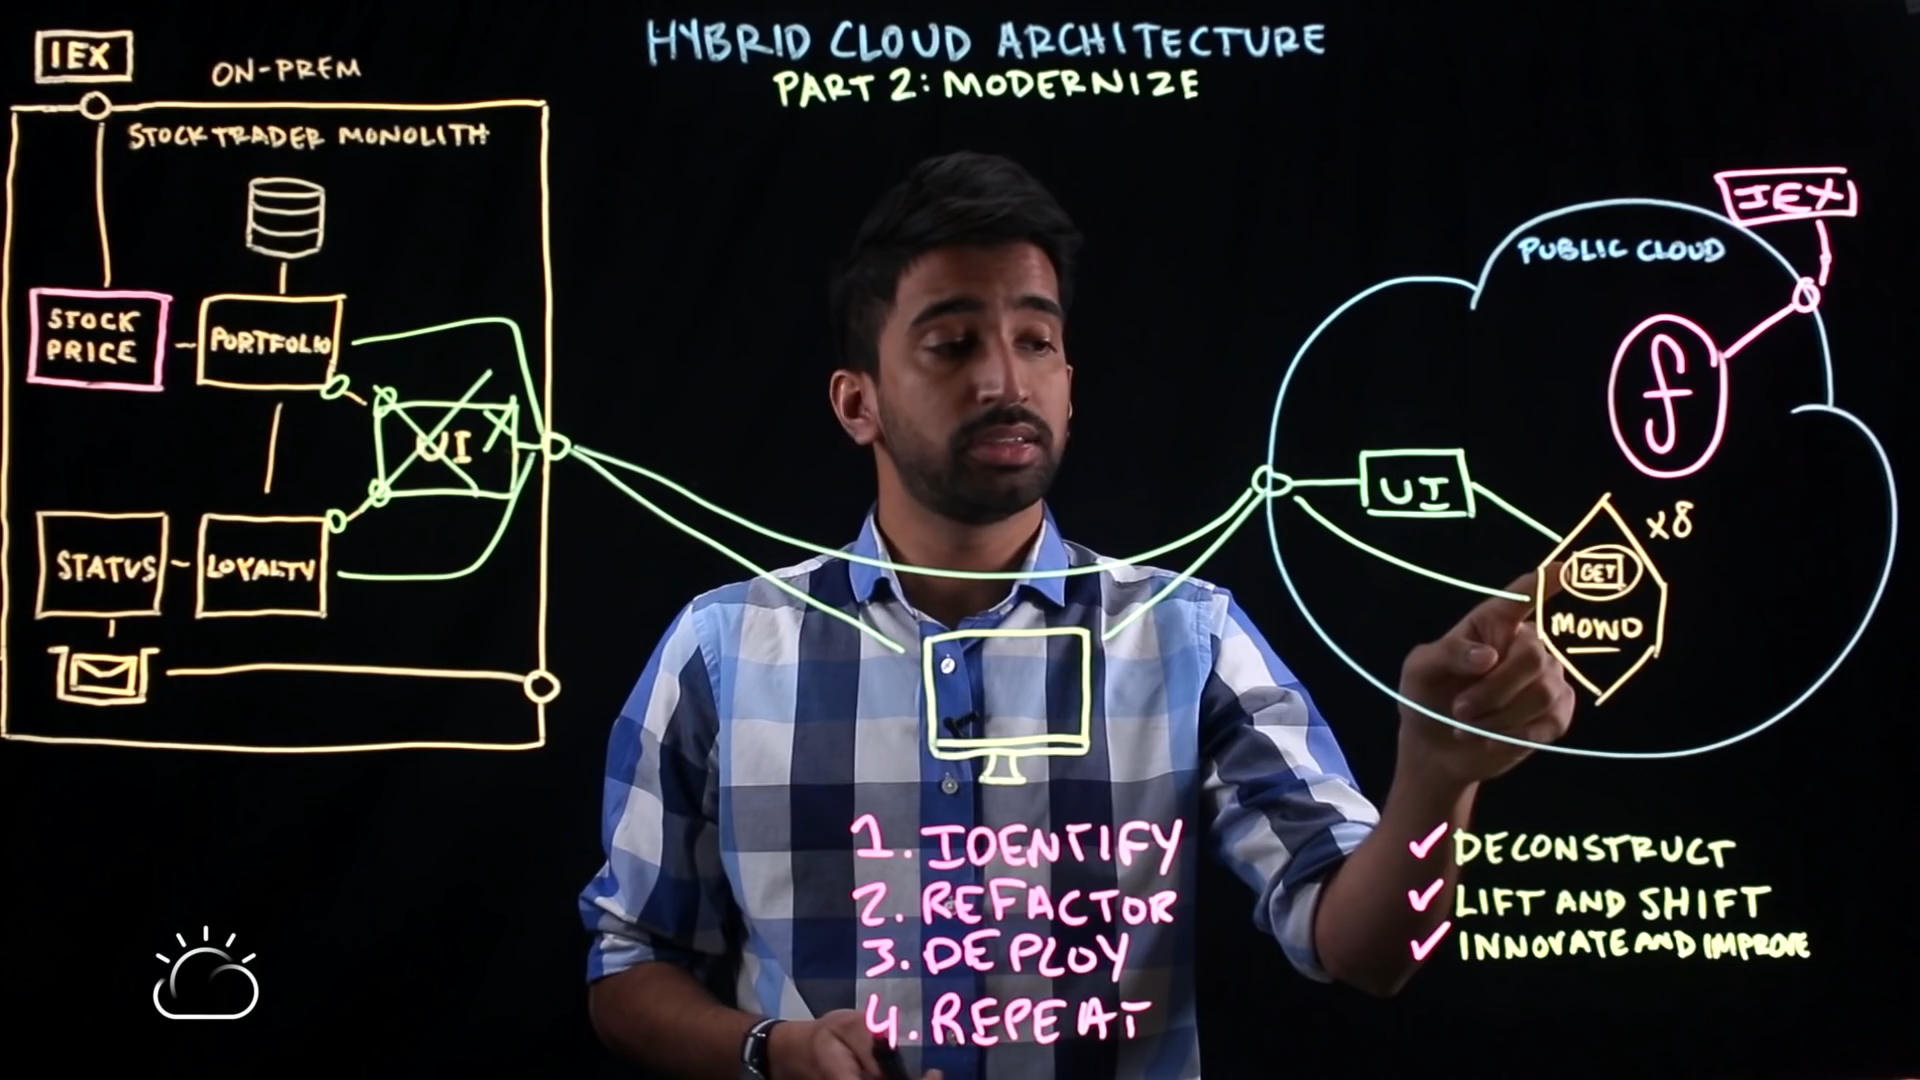 HYBRID CLOUD ARCHITECTURE
PART 2: MODERNIZE
IEX
ON-PREM
STOCK TRADER MONOLITH
STOCK
PRICE
PORTFOLIO
UI
X
STATUS
LOYALTY
IEX
PUBLIC CLOUD
f
UI
x8
GET
MONO
1. IDENTIFY
2. REFACTOR
3. DEPLOY
4. REPEAT
✓ DECONSTRUCT
✓ LIFT AND SHIFT
✓ INNOVATE AND IMPROVE